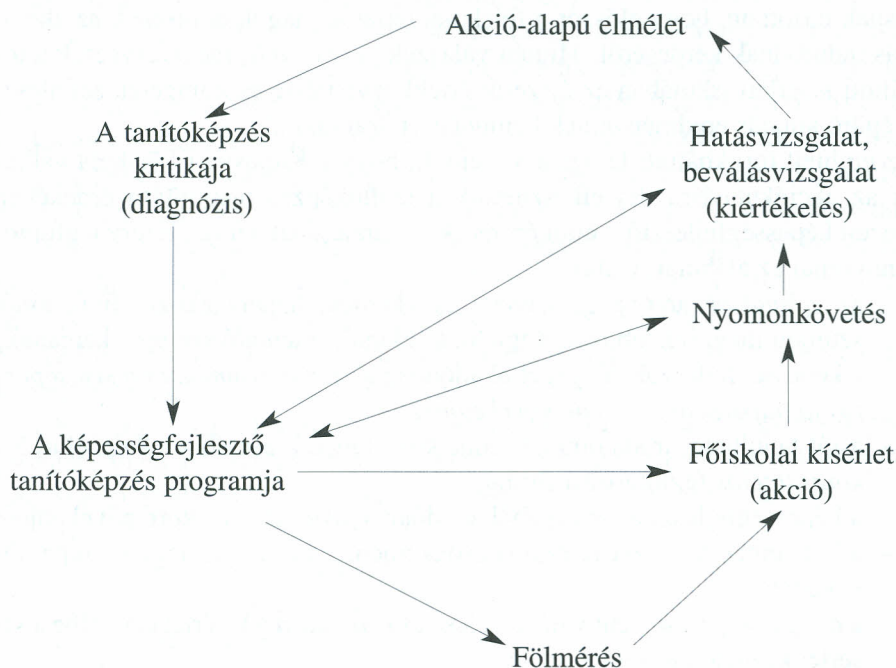 Akció-alapú elmélet
A tanítóképzés
kritikája
(diagnózis)
Hatásvizsgálat,
beválásvizsgálat
(kiértékelés)
Nyomonkövetés
A képességfejlesztő
tanítóképzés programja
Főiskolai kísérlet
(akció)
Fölmérés